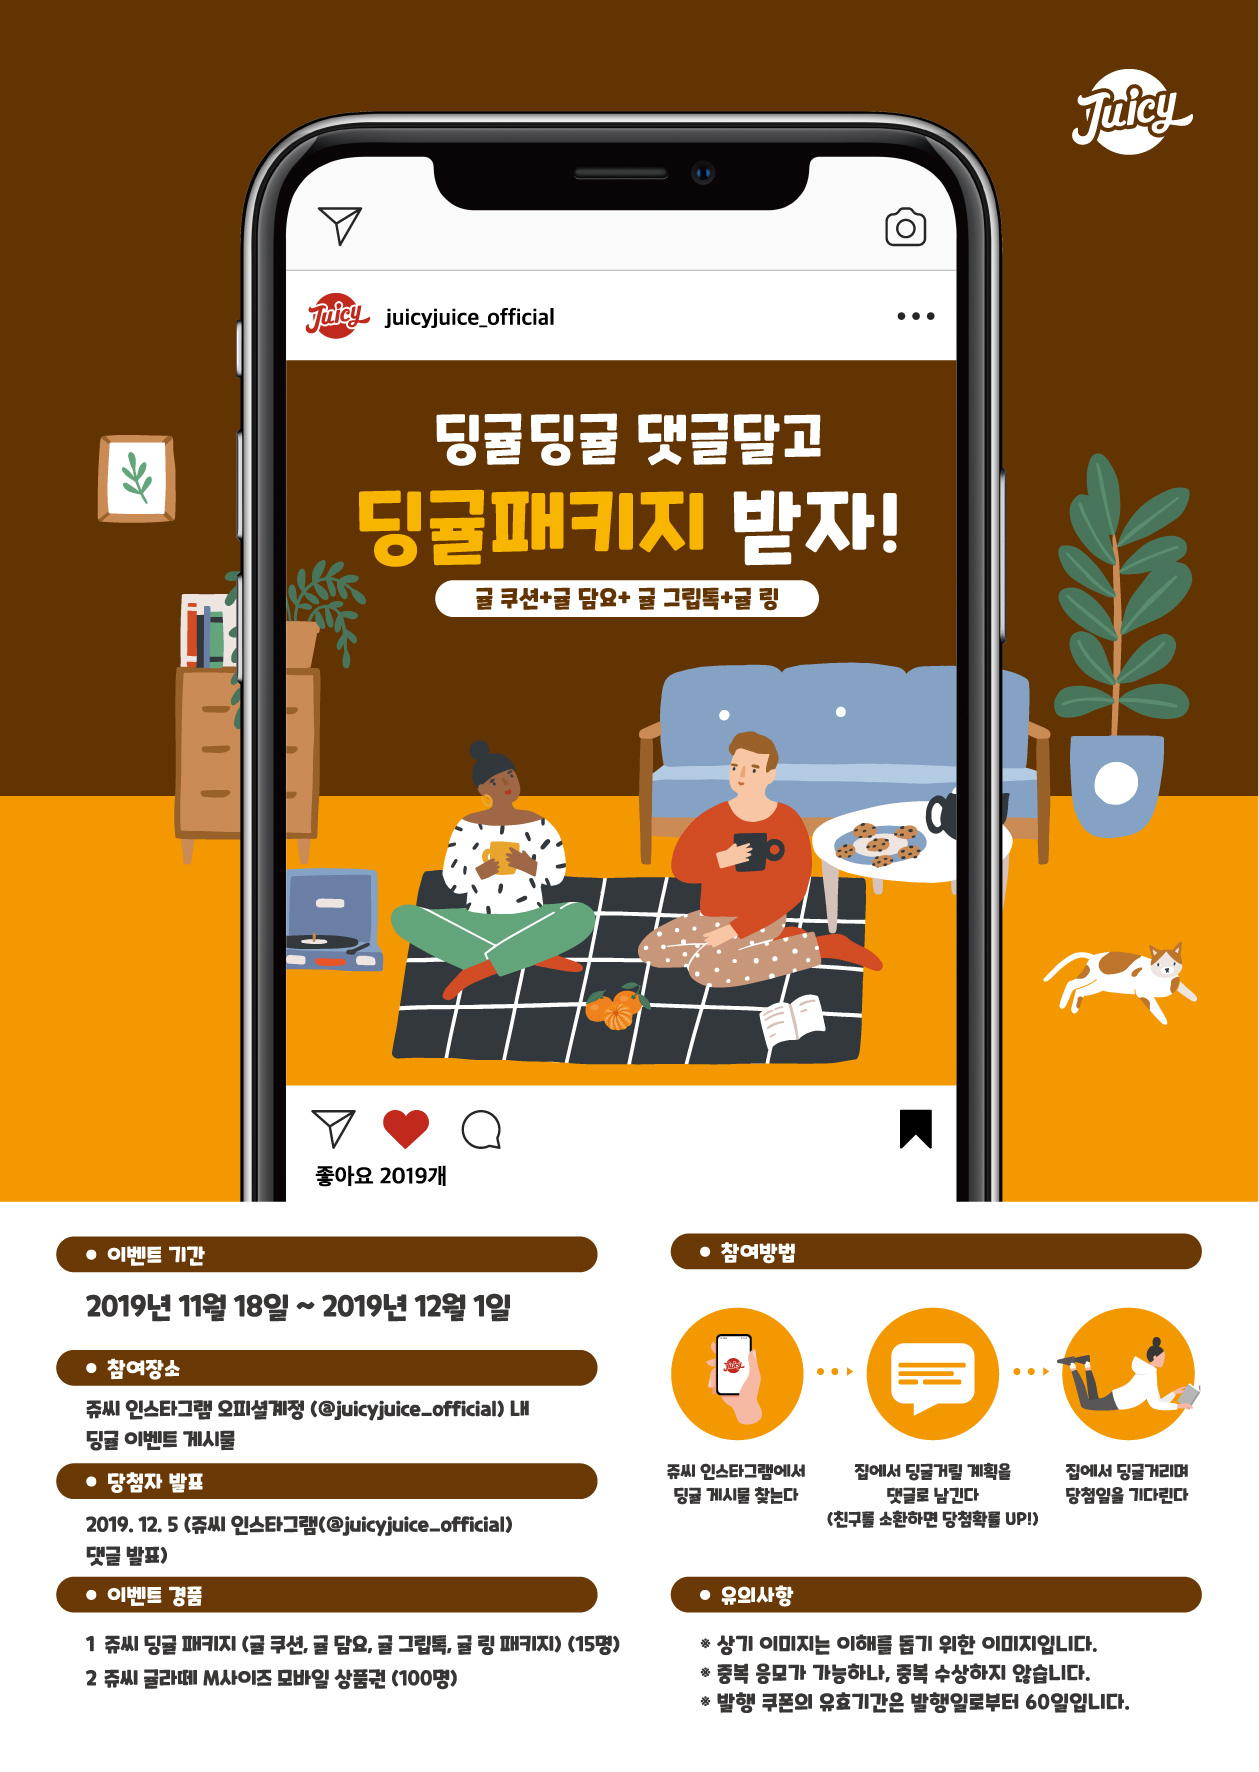 Juicy
Juicy
juicyjuice_official
딩귤딩귤 댓글달고
딩귤패키지 받자!
귤 쿠션+귤 담요+ 귤 그립톡+귤 링
좋아요 2019개
이벤트 기간
2019년 11월 18일 ~ 2019년 12월 1일
참여장소
쥬씨 인스타그램 오피셜계정 (@juicyjuice_official) 내
딩귤 이벤트 게시물
당첨자 발표
2019. 12. 5 (쥬씨 인스타그램(@juicyjuice_official)
댓글 발표)
이벤트 경품
1 쥬씨 딩귤 패키지 (귤 쿠션, 귤 담요, 귤 그립톡, 귤 링 패키지) (15명)
2 쥬씨 귤라떼 M사이즈 모바일 상품권 (100명)
참여방법
Juicy
쥬씨 인스타그램에서
딩귤 게시물 찾는다
집에서 딩귤거릴 계획을
댓글로 남긴다
(친구를 소환하면 당첨확률 UP!)
집에서 딩귤거리며
당첨일을 기다린다
유의사항
※ 상기 이미지는 이해를 돕기 위한 이미지입니다.
※ 중복 응모가 가능하나, 중복 수상하지 않습니다.
※ 발행 쿠폰의 유효기간은 발행일로부터 60일입니다.